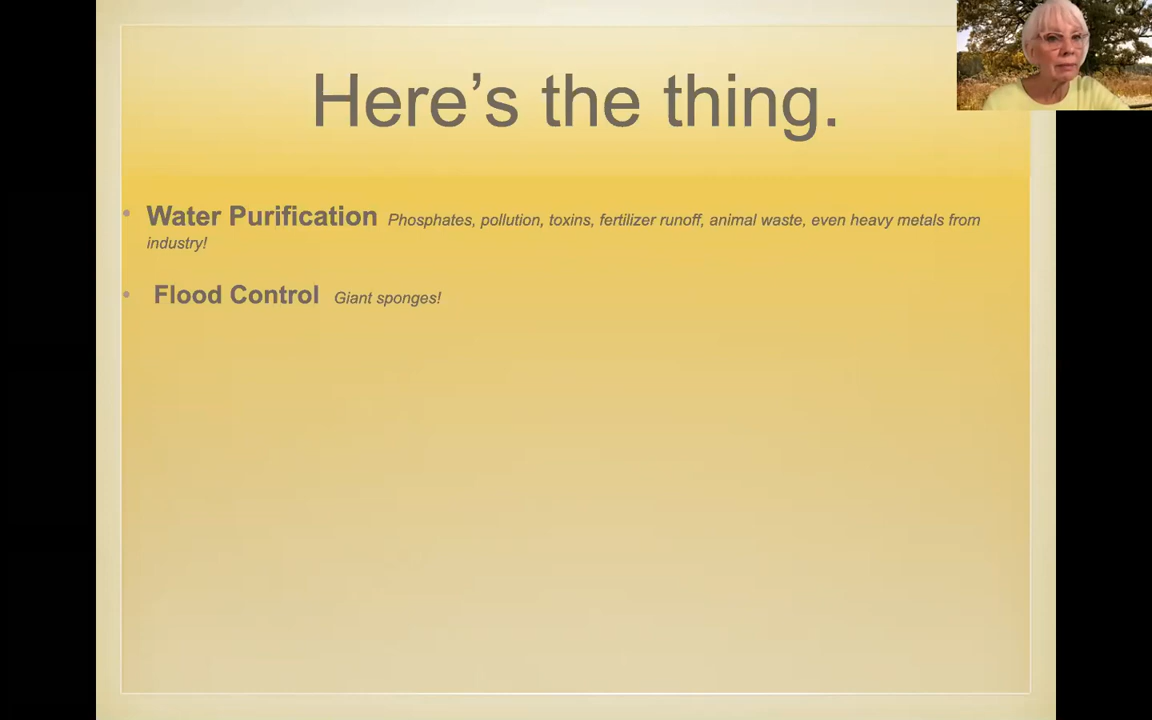 Here’s the thing.
• Water Purification Phosphates, pollution, toxins, fertilizer runoff, animal waste, even heavy metals from
industry!
• Flood Control Giant sponges!